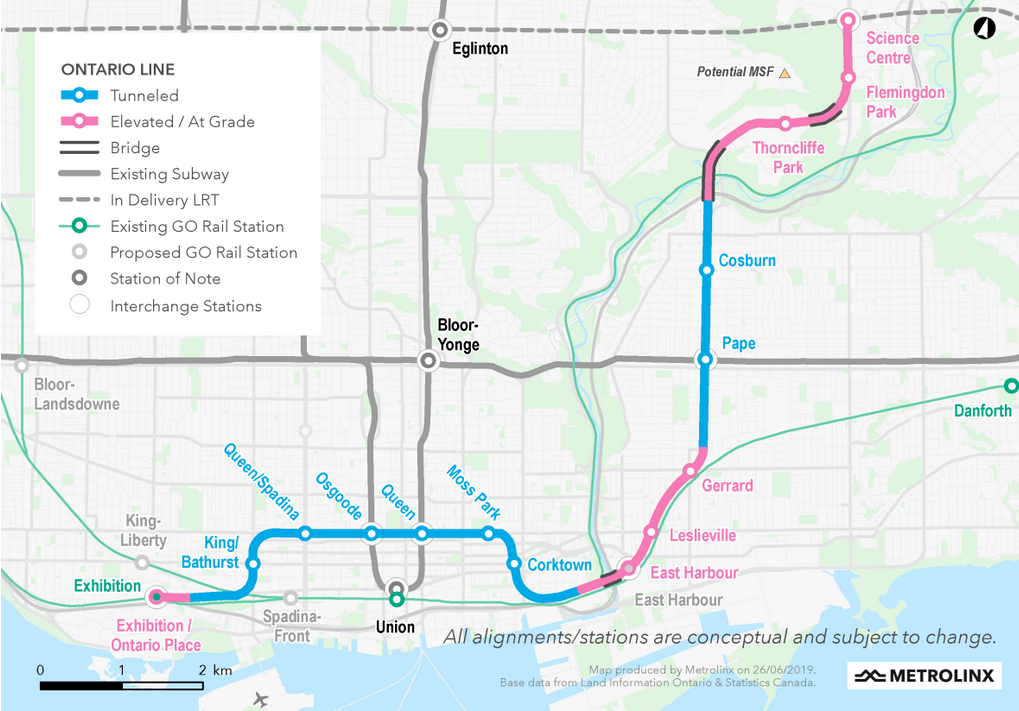 Eglinton
Science
Centre
Potential MSF
Flemingdon
Park
Thorncliffe
Park
ONTARIO LINE
Tunneled
Elevated / At Grade
Bridge
Existing Subway
In Delivery LRT
Existing GO Rail Station
Proposed GO Rail Station
Station of Note
Interchange Stations
Cosburn
Bloor-
Yonge
Pape
Bloor-
Landsdowne
Danforth
Queen/Spadina
Osgoode
Queen
Moss Park
Gerrard
King-
Liberty
King/
Bathurst
Leslieville
Corktown
East Harbour
Exhibition
East Harbour
Exhibition /
Ontario Place
Spadina-
Front
Union
All alignments/stations are conceptual and subject to change.
0 1 2 km
Map produced by Metrolinx on 26/06/2019.
Base data from Land Information Ontario & Statistics Canada.
METROLINX